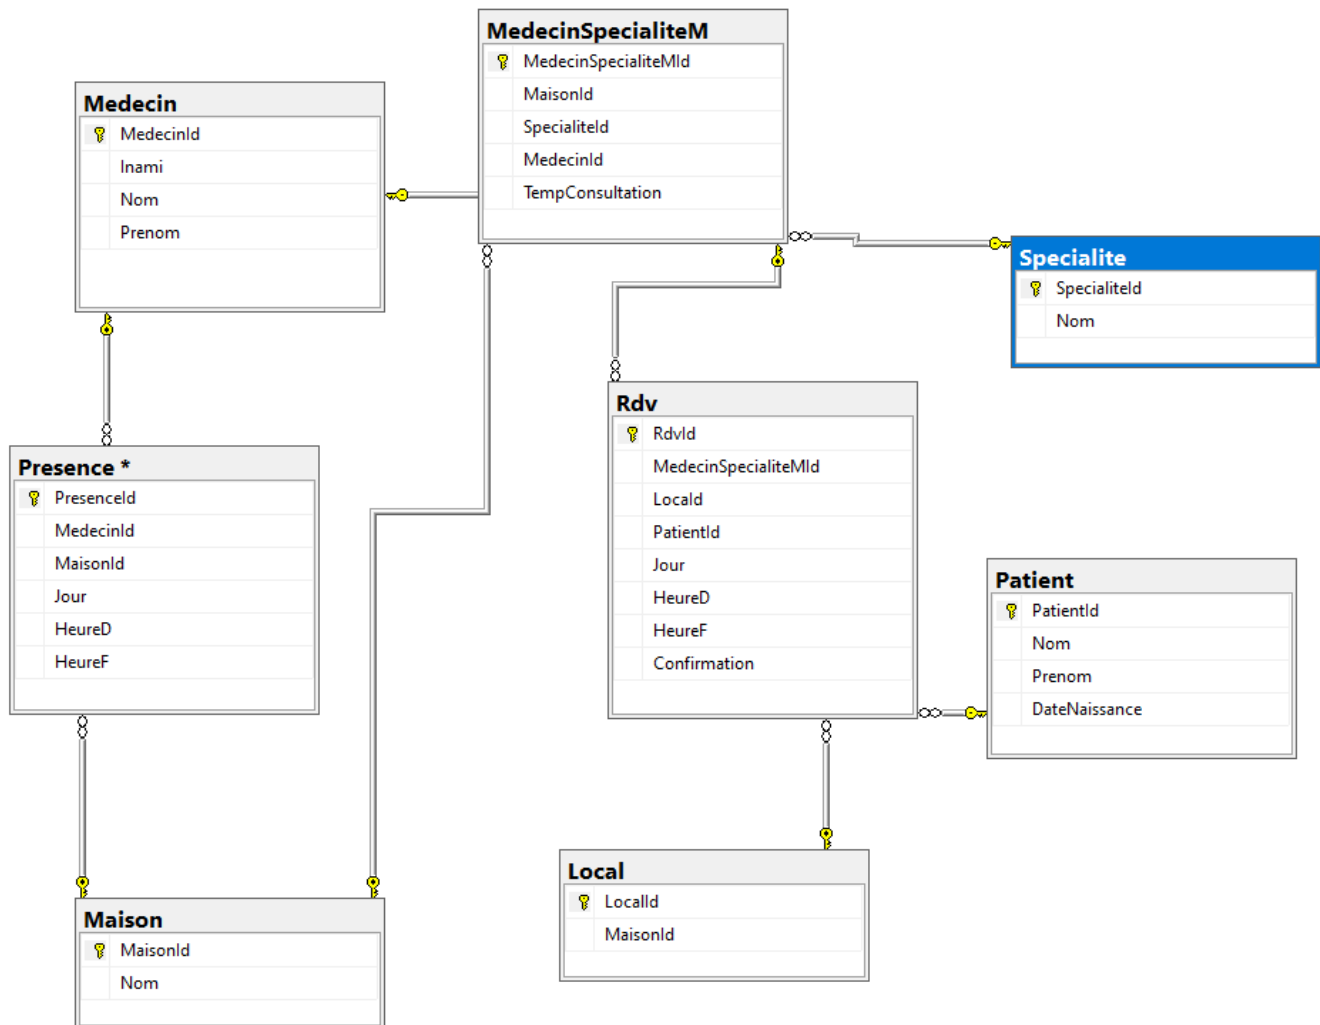 MedecinSpecialiteM
MedecinSpecialiteMId
MaisonId
SpecialiteId
MedecinId
TempConsultation
Medecin
MedecinId
Inami
Nom
Prenom
Specialite
SpecialiteId
Nom
Rdv
RdvId
MedecinSpecialiteMId
LocaId
PatientId
Jour
HeureD
HeureF
Confirmation
Presence *
PresenceId
MedecinId
MaisonId
Jour
HeureD
HeureF
Patient
PatientId
Nom
Prenom
DateNaissance
Local
LocalId
MaisonId
Maison
MaisonId
Nom